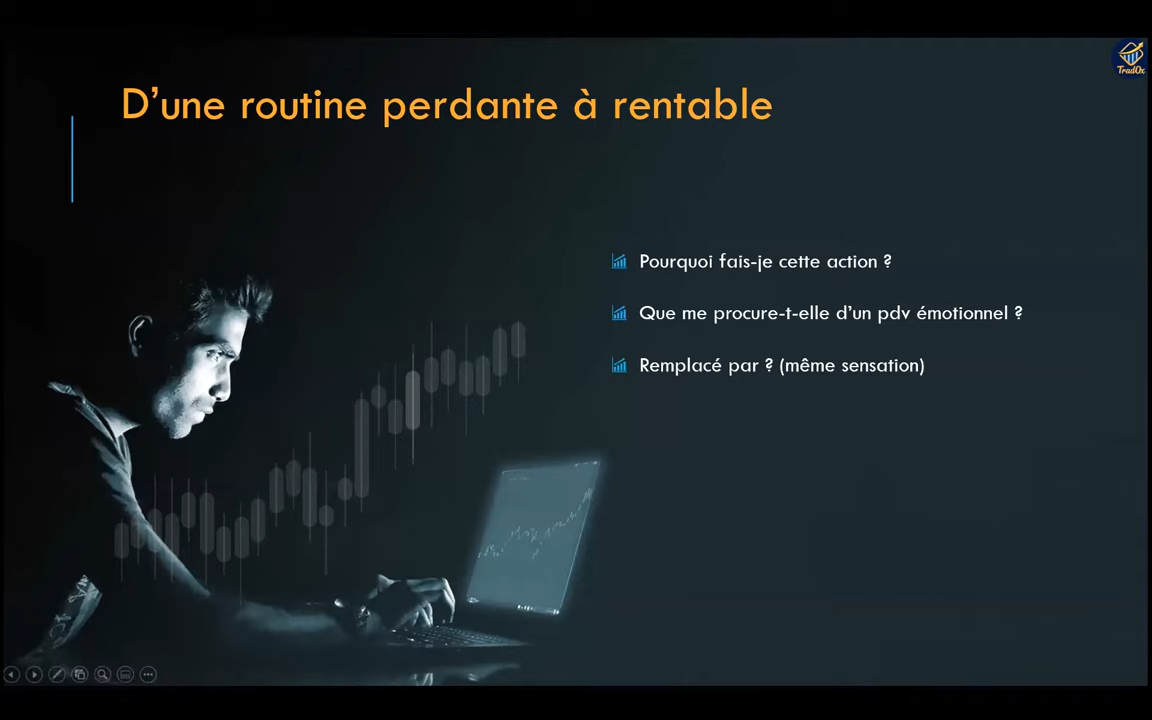 TradOx
D’une routine perdante à rentable
Pourquoi fais-je cette action ?
Que me procure-t-elle d’un pdv émotionnel ?
Remplacé par ? (même sensation)